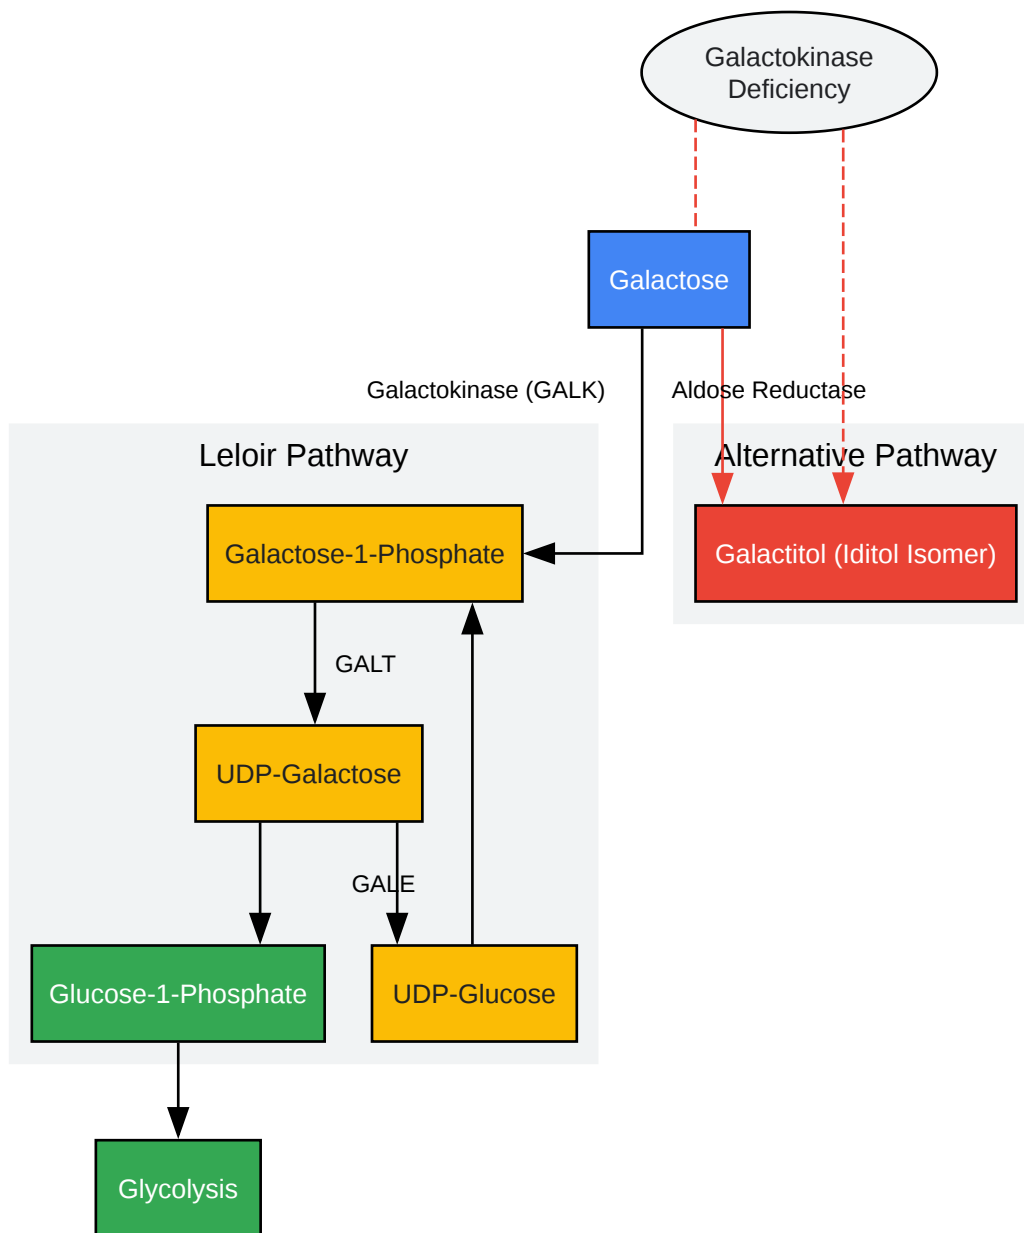 Galactokinase
Deficiency
Galactose
Galactokinase (GALK)
Aldose Reductase
Leloir Pathway
Alternative Pathway
Galactose-1-Phosphate
Galactitol (Iditol Isomer)
GALT
UDP-Galactose
GALE
Glucose-1-Phosphate
UDP-Glucose
Glycolysis